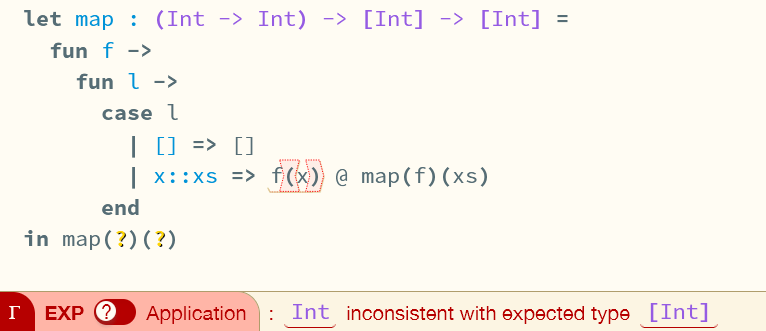 let map : (Int -> Int) -> [Int] -> [Int] =
  fun f ->
    fun l ->
      case l
        | [] => []
        | x::xs => f(x) @ map(f)(xs)
      end
in map(?)(?)
Γ EXP ? Application : Int inconsistent with expected type [Int]